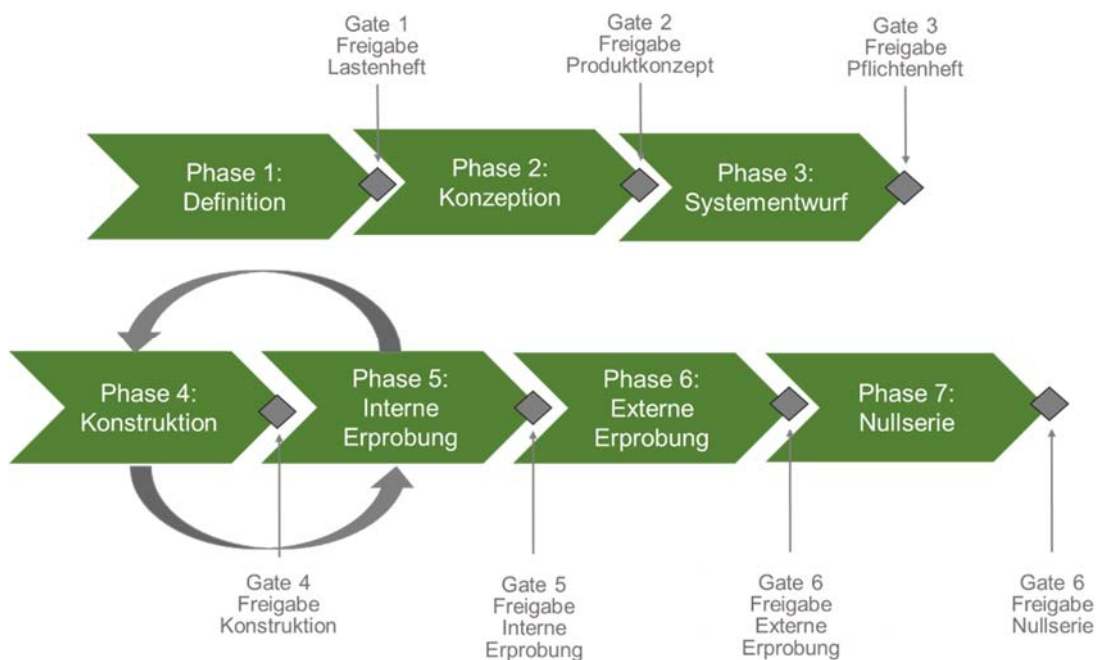 Gate 1
Freigabe
Lastenheft
Gate 2
Freigabe
Produktkonzept
Gate 3
Freigabe
Pflichtenheft
Phase 1:
Definition
Phase 2:
Konzeption
Phase 3:
Systementwurf
Phase 4:
Konstruktion
Phase 5:
Interne
Erprobung
Phase 6:
Externe
Erprobung
Phase 7:
Nullserie
Gate 4
Freigabe
Konstruktion
Gate 5
Freigabe
Interne
Erprobung
Gate 6
Freigabe
Externe
Erprobung
Gate 6
Freigabe
Nullserie